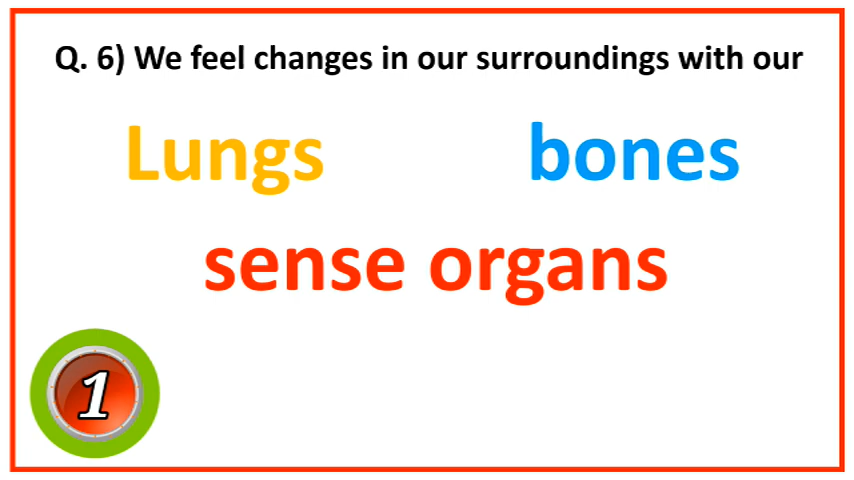 Q. 6) We feel changes in our surroundings with our
Lungs bones
sense organs
1